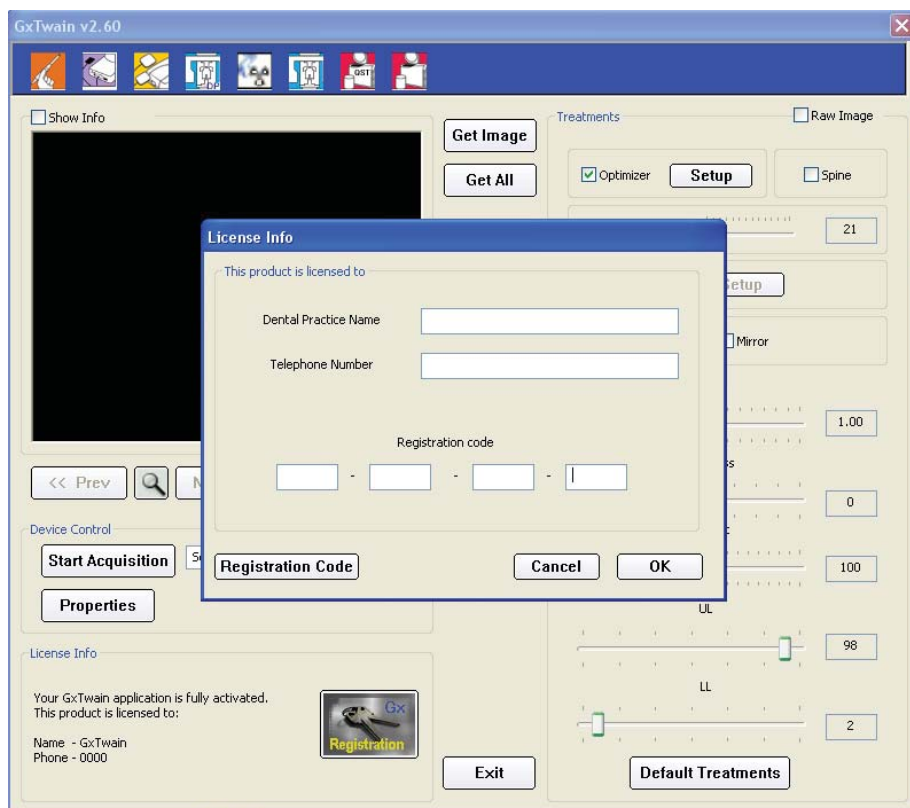 GxTwain v2.60
QST
Show Info
Get Image
Get All
Treatments
Raw Image
Optimizer
Setup
Spine
21
Setup
Mirror
1.00
0
100
UL
98
LL
2
Default Treatments
License Info
This product is licensed to
Dental Practice Name
Telephone Number
Registration code
- - -
Registration Code
Cancel
OK
<< Prev
Device Control
Start Acquisition
Properties
License Info
Your GxTwain application is fully activated.
This product is licensed to:
Name - GxTwain
Phone - 0000
Gx
Registration
Exit